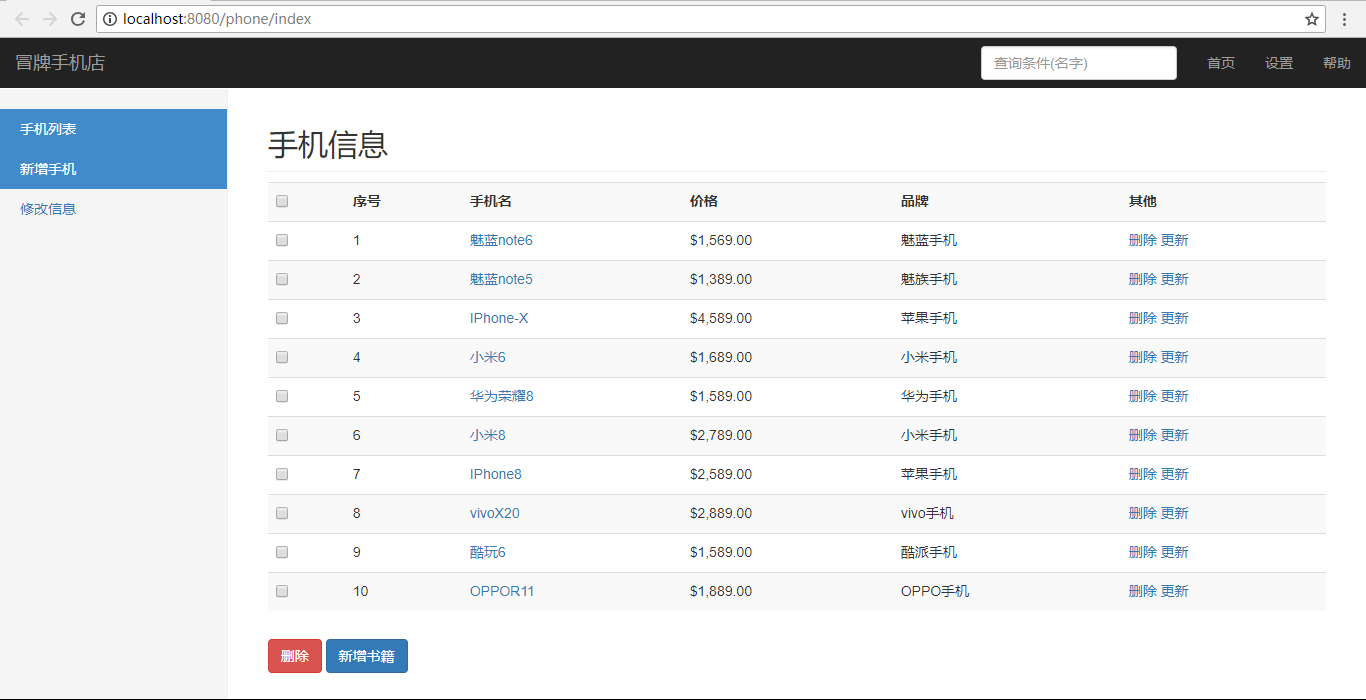 localhost:8080/phone/index
冒牌手机店 查询条件(名字) 首页 设置 帮助
手机列表
新增手机
修改信息
手机信息
序号 手机名 价格 品牌 其他
1 魅蓝note6 $1,569.00 魅蓝手机 删除 更新
2 魅蓝note5 $1,389.00 魅族手机 删除 更新
3 IPhone-X $4,589.00 苹果手机 删除 更新
4 小米6 $1,689.00 小米手机 删除 更新
5 华为荣耀8 $1,589.00 华为手机 删除 更新
6 小米8 $2,789.00 小米手机 删除 更新
7 IPhone8 $2,589.00 苹果手机 删除 更新
8 vivoX20 $2,889.00 vivo手机 删除 更新
9 酷玩6 $1,589.00 酷派手机 删除 更新
10 OPPOR11 $1,889.00 OPPO手机 删除 更新
删除 新增书籍